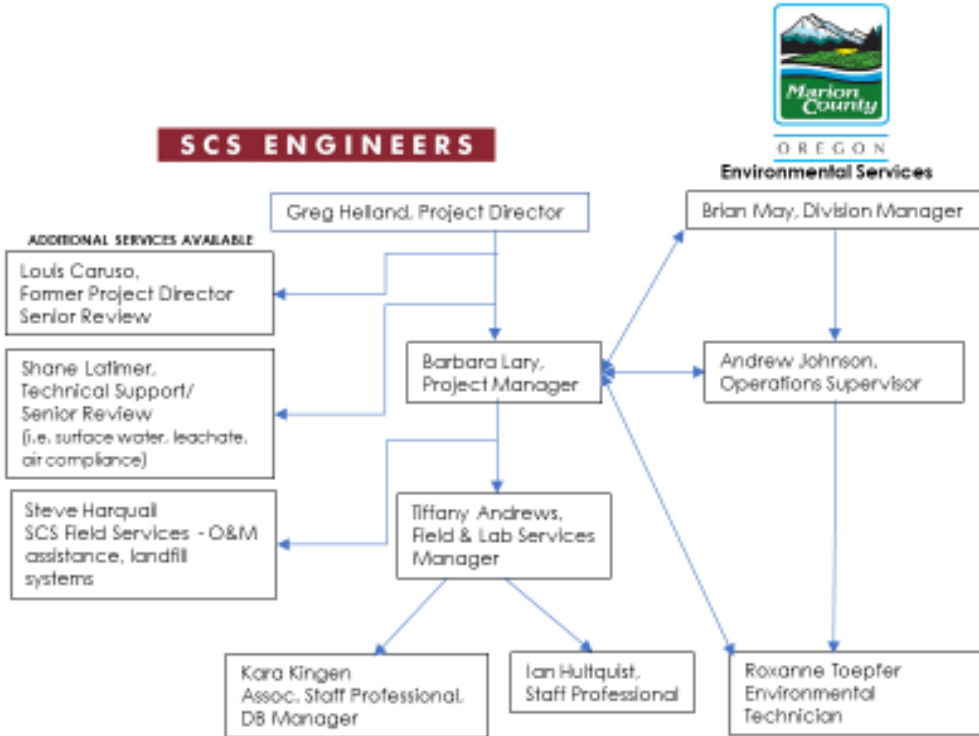 Marion
County
OREGON
Environmental Services
SCS ENGINEERS
Greg Helland, Project Director
Brian May, Division Manager
ADDITIONAL SERVICES AVAILABLE
Louis Caruso,
Former Project Director
Senior Review
Shane Latimer,
Technical Support/
Senior Review
(i.e. surface water, leachate,
air compliance)
Barbara Lary,
Project Manager
Andrew Johnson,
Operations Supervisor
Steve Harquail
SCS Field Services - O&M
assistance, landfill
systems
Tiffany Andrews,
Field & Lab Services
Manager
Kara Kingen
Assoc. Staff Professional,
DB Manager
Ian Hultquist,
Staff Professional
Roxanne Toepfer
Environmental
Technician